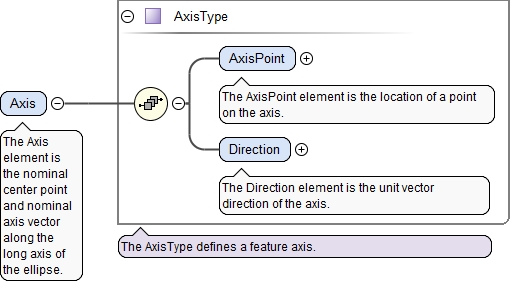 AxisType
AxisPoint
The AxisPoint element is the location of a point
on the axis.
Axis
The Axis
element is
the nominal
center point
and nominal
axis vector
along the
long axis of
the ellipse.
Direction
The Direction element is the unit vector
direction of the axis.
The AxisType defines a feature axis.